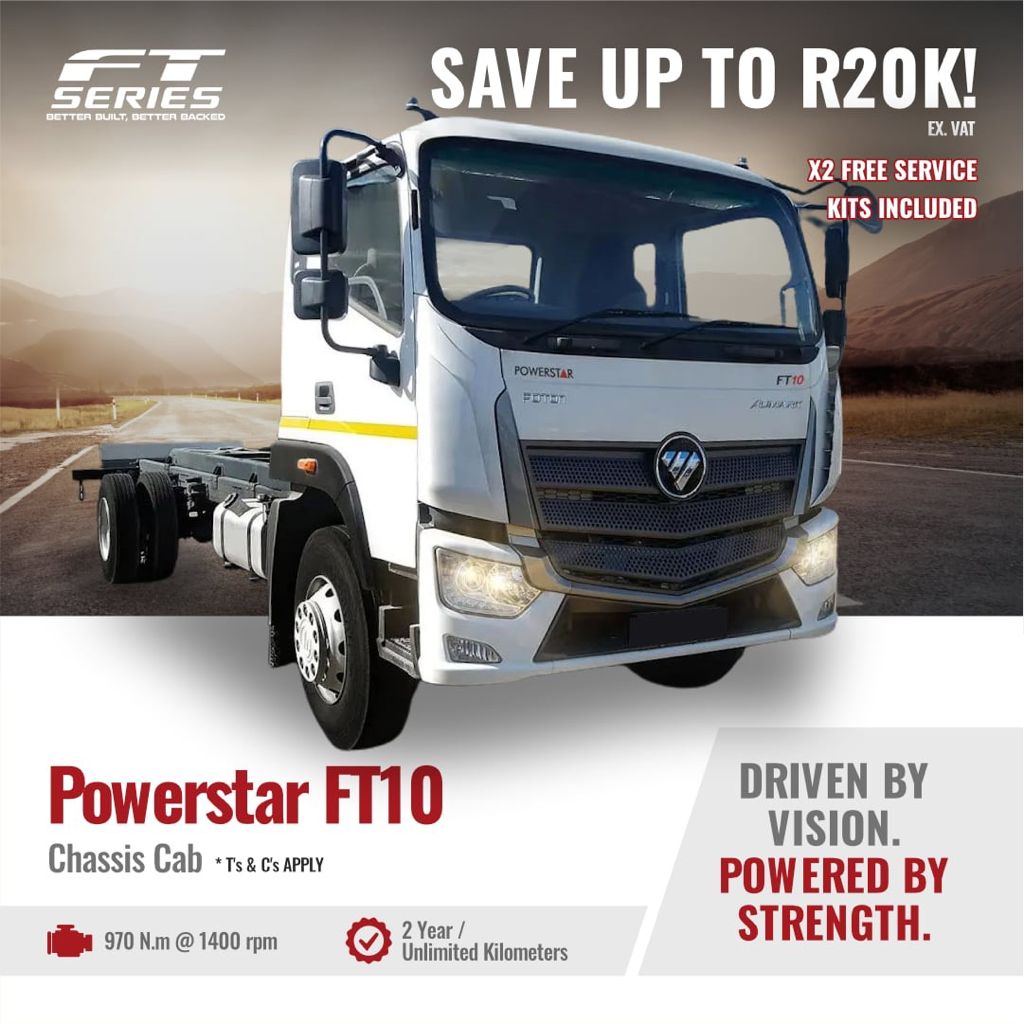 FT
SERIES
BETTER BUILT, BETTER BACKED
SAVE UP TO R20K!
EX. VAT
X2 FREE SERVICE
KITS INCLUDED
POWERSTAR
FT10
FOTON
AUMARK
Powerstar FT10
Chassis Cab * T's & C's APPLY
970 N.m @ 1400 rpm
2 Year /
Unlimited Kilometers
DRIVEN BY
VISION.
POWERED BY
STRENGTH.